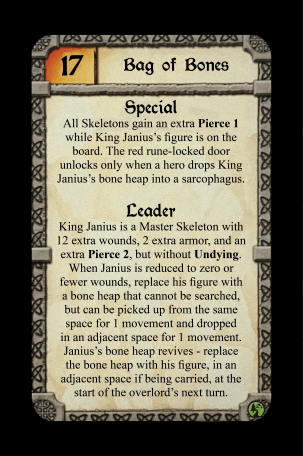 17
Bag of Bones
Special
All Skeletons gain an extra Pierce 1
while King Janius's figure is on the
board. The red rune-locked door
unlocks only when a hero drops King
Janius's bone heap into a sarcophagus.
Leader
King Janius is a Master Skeleton with
12 extra wounds, 2 extra armor, and an
extra Pierce 2, but without Undying.
When Janius is reduced to zero or
fewer wounds, replace his figure with
a bone heap that cannot be searched,
but can be picked up from the same
space for 1 movement and dropped
in an adjacent space for 1 movement.
Janius's bone heap revives - replace
the bone heap with his figure, in an
adjacent space if being carried, at the
start of the overlord's next turn.